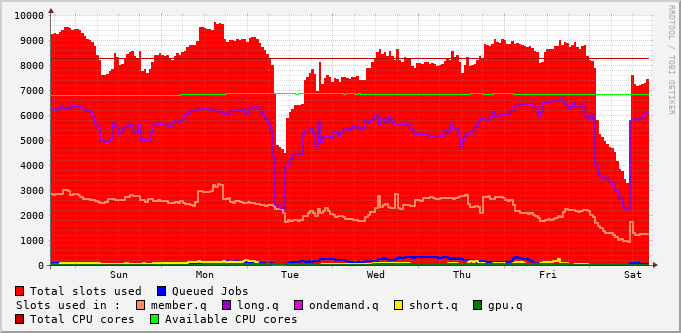 10000
9000
8000
7000
6000
5000
4000
3000
2000
1000
0
Sun Mon Tue Wed Thu Fri Sat
RRDTOOL / TOBI OETIKER
Total slots used Queued Jobs
Slots used in : member.q long.q ondemand.q short.q gpu.q
Total CPU cores Available CPU cores